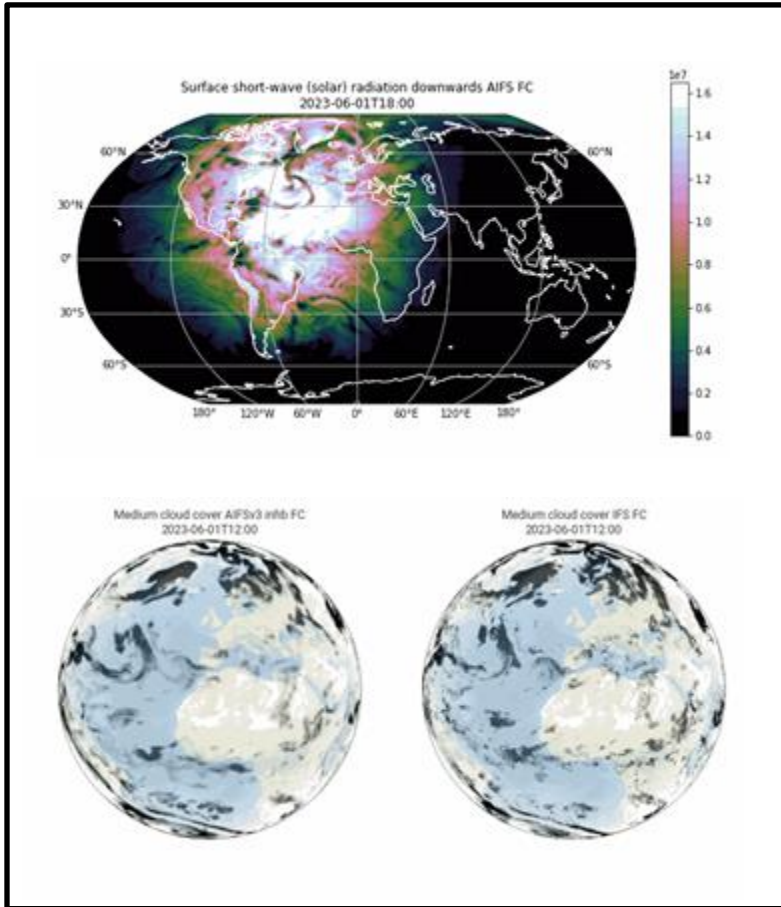 Surface short-wave (solar) radiation downwards AIFS FC
2023-06-01T18:00
1e7
1.6
1.4
1.2
1.0
0.8
0.6
0.4
0.2
0.0
60°N
60°N
30°N
30°N
0°
0°
30°S
30°S
60°S
60°S
180° 120°W 60°W 0° 60°E 120°E 180°
Medium cloud cover AIFSv3 mhb FC
2023-06-01T12:00
Medium cloud cover IFS FC
2023-06-01T12:00